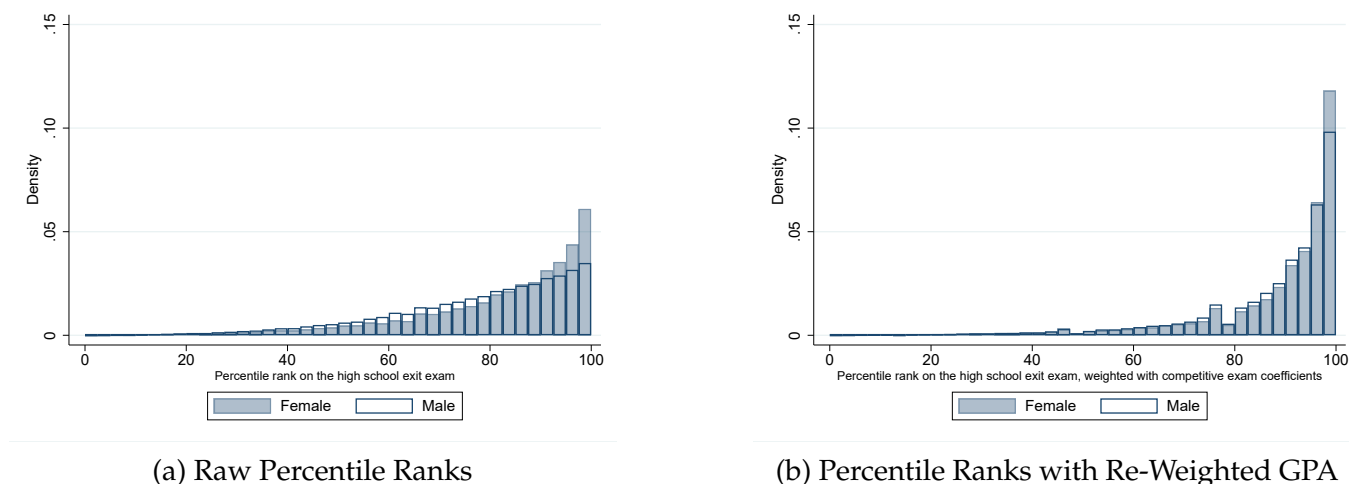 .15
.10
.05
0
Density
0 20 40 60 80 100
Percentile rank on the high school exit exam
Female Male
(a) Raw Percentile Ranks
.15
.10
.05
0
Density
0 20 40 60 80 100
Percentile rank on the high school exit exam, weighted with competitive exam coefficients
Female Male
(b) Percentile Ranks with Re-Weighted GPA